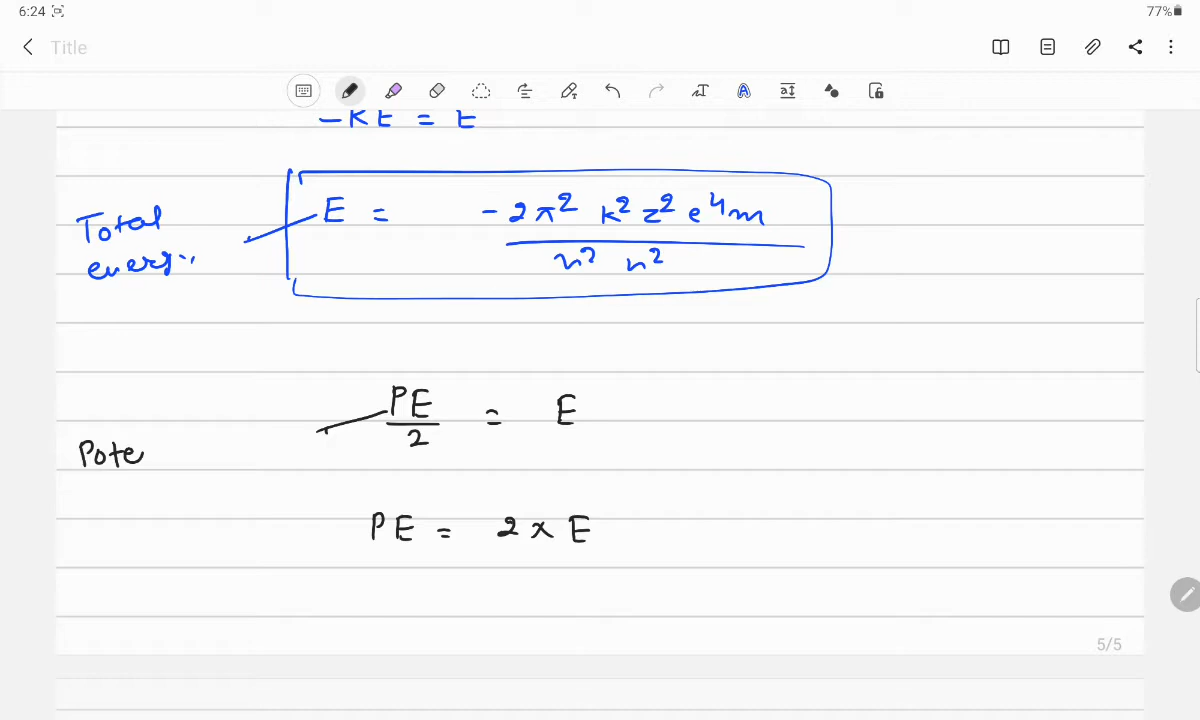 6:24 77%
Title
-KE = E
Total energy
E = -2π² k² z² e⁴m
n² h²
PE = E
2
Pote
PE = 2 × E
5/5